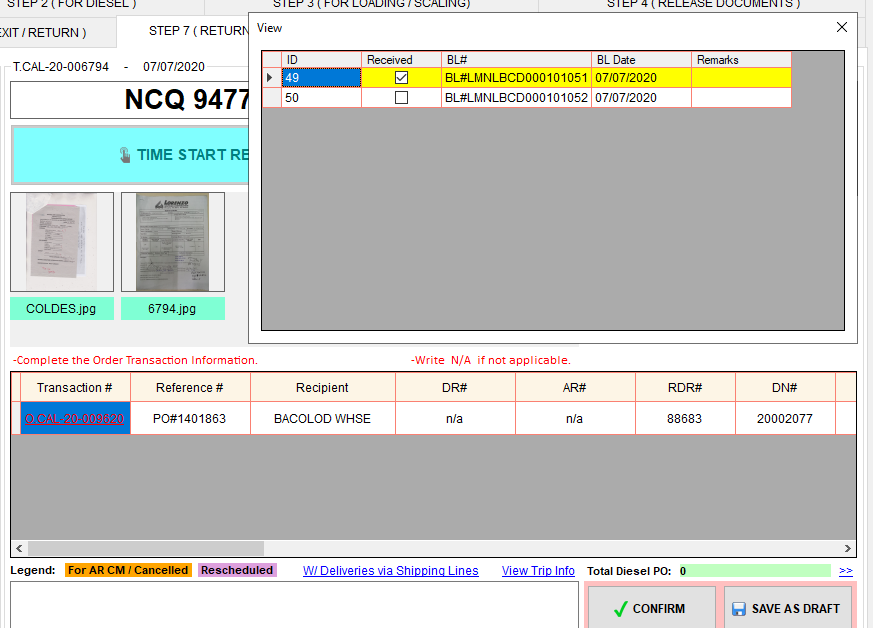 STEP 2 ( FOR DIESEL )
STEP 3 ( FOR LOADING / SCALING)
STEP 4 ( RELEASE DOCUMENTS )
EXIT / RETURN )
STEP 7 ( RETURN
View
T.CAL-20-006794 - 07/07/2020
NCQ 9477
TIME START RE
ID Received BL# BL Date Remarks
49 BL#LMNLBCD000101051 07/07/2020
50 BL#LMNLBCD000101052 07/07/2020
LORENZO
COLDES.jpg
6794.jpg
-Complete the Order Transaction Information.
-Write N/A if not applicable.
Transaction # Reference # Recipient DR# AR# RDR# DN#
O.CAL-20-009620 PO#1401863 BACOLOD WHSE n/a n/a 88683 20002077
Legend: For AR CM / Cancelled Rescheduled W/ Deliveries via Shipping Lines View Trip Info Total Diesel PO: 0 >>
CONFIRM
SAVE AS DRAFT